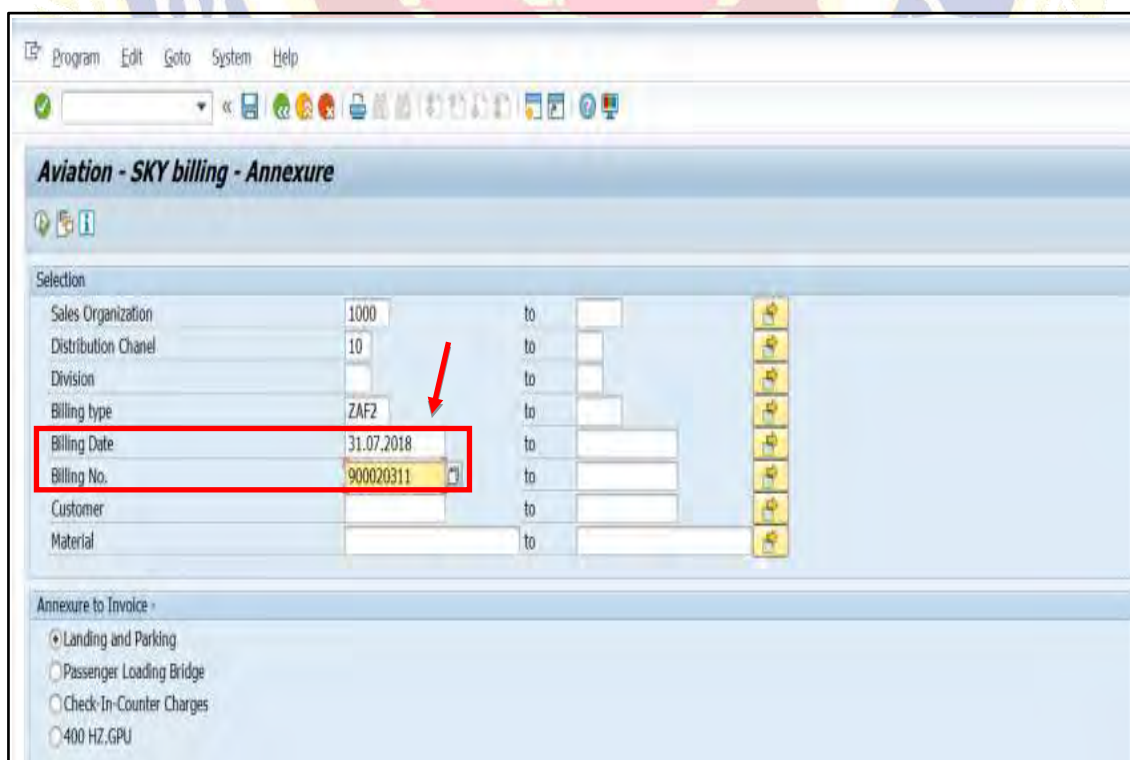 Program Edit Goto System Help
Aviation - SKY billing - Annexure
Selection
Sales Organization 1000 to
Distribution Chanel 10 to
Division to
Billing type ZAF2 to
Billing Date 31.07.2018 to
Billing No. 900020311 to
Customer to
Material to
Annexure to Invoice -
Landing and Parking
Passenger Loading Bridge
Check-In-Counter Charges
400 HZ.GPU